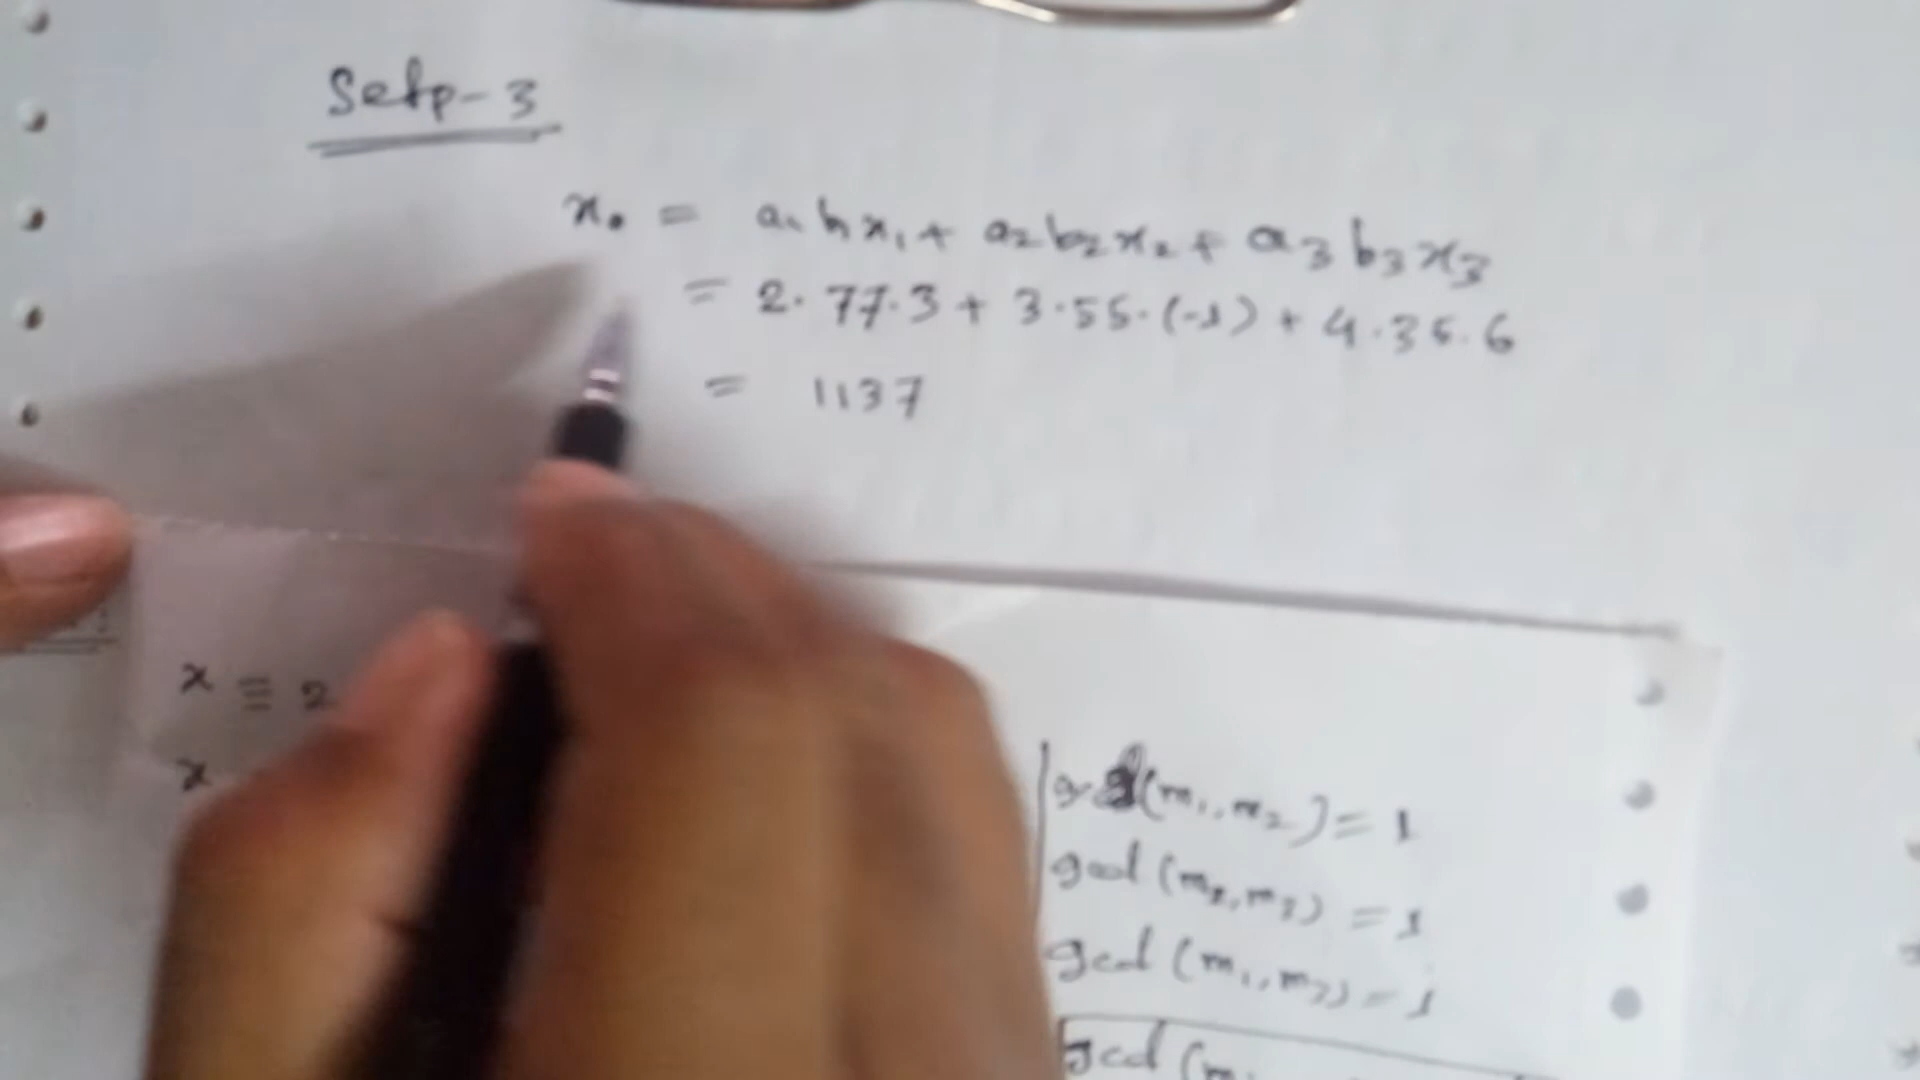 Setp-3
x₀ = a₁b₁x₁ + a₂b₂x₂ + a₃b₃x₃
= 2.77.3 + 3.55.(-1) + 4.35.6
= 1137
x ≡ 2
x
(m₁,m₂) = 1
gcd (m₂,m₃) = 1
gcd (m₁,m₃) = 1
gcd (m